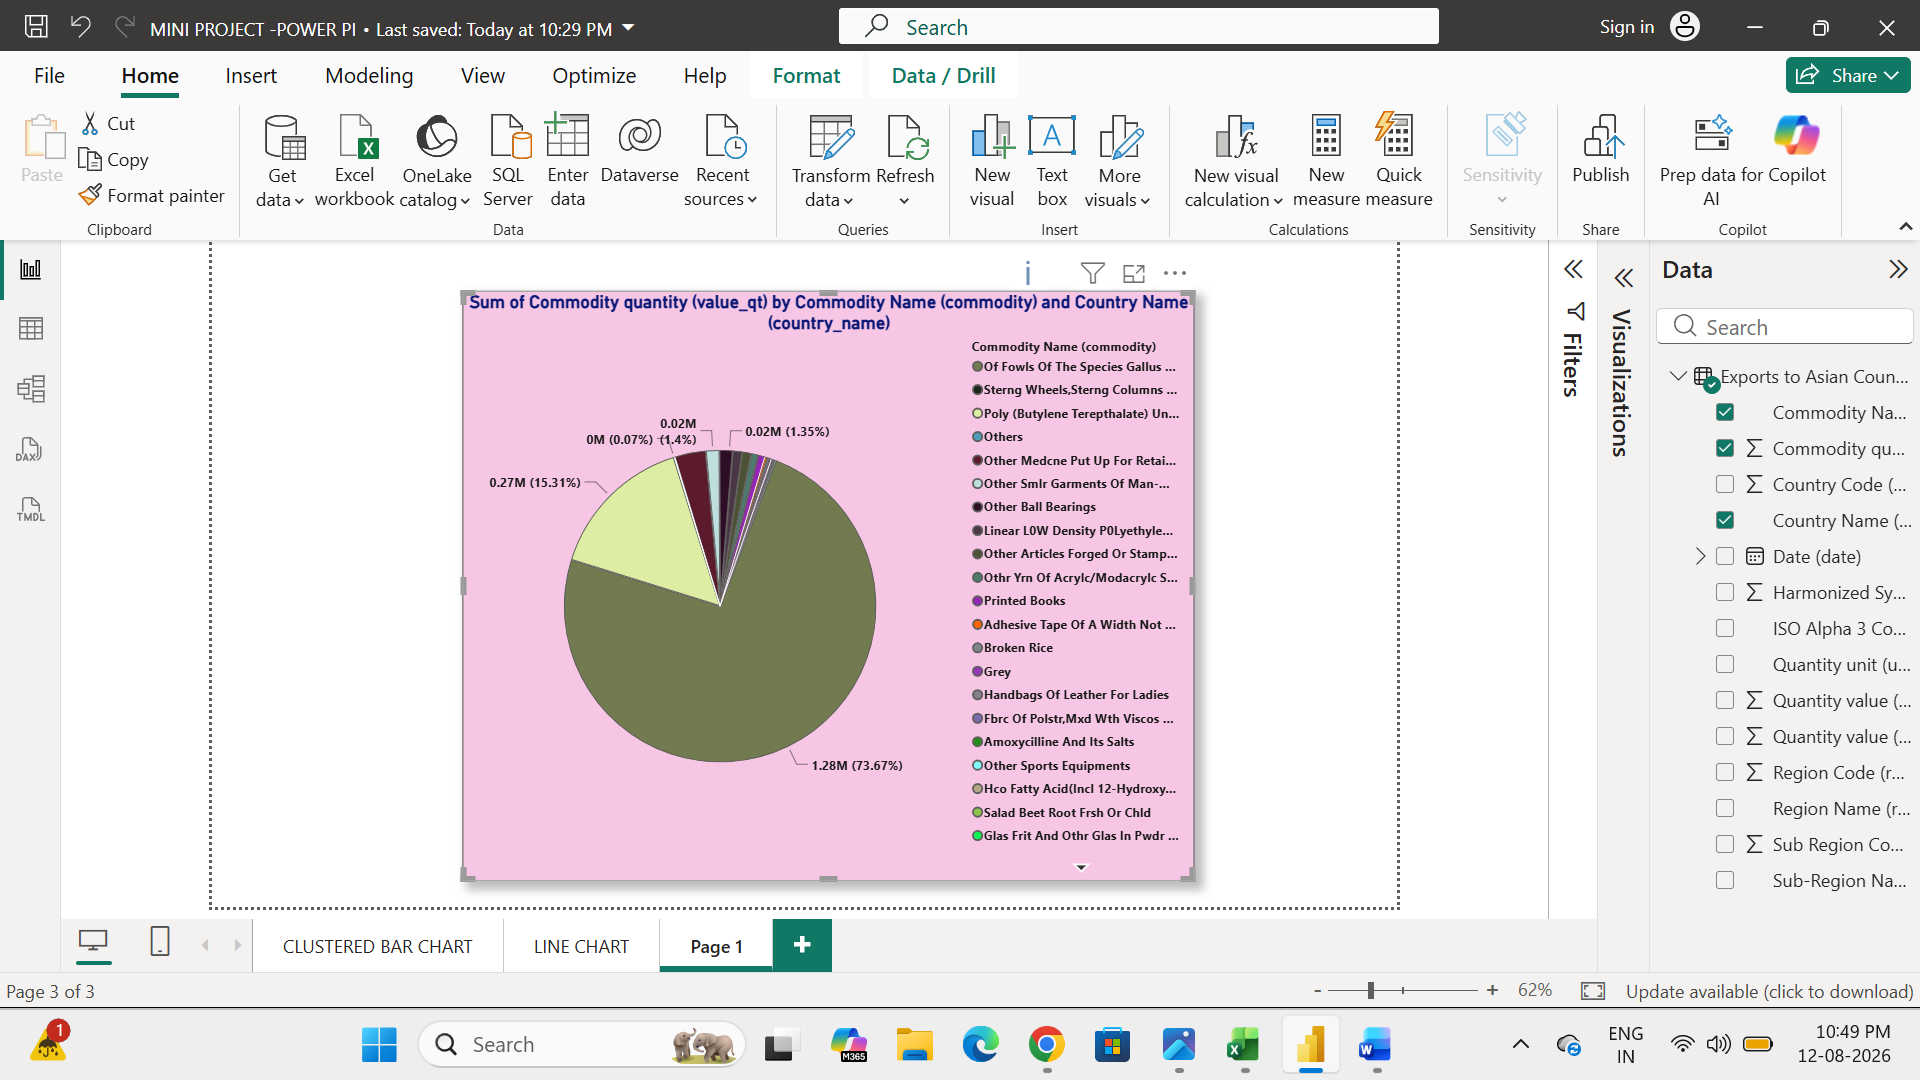 MINI PROJECT -POWER PI • Last saved: Today at 10:29 PM
Search
Sign in
File
Home
Insert
Modeling
View
Optimize
Help
Format
Data / Drill
Share
Paste
Cut
Copy
Format painter
Clipboard
Get data
Excel workbook
OneLake catalog
SQL Server
Enter data
Dataverse
Recent sources
Data
Transform data
Refresh
Queries
New visual
Text box
More visuals
Insert
New visual calculation
New measure
Quick measure
Calculations
Sensitivity
Sensitivity
Publish
Share
Prep data for AI
Copilot
Copilot
Sum of Commodity quantity (value_qt) by Commodity Name (commodity) and Country Name
(country_name)
0.02M
(1.4%)
0M (0.07%)
0.02M (1.35%)
0.27M (15.31%)
1.28M (73.67%)
Commodity Name (commodity)
Of Fowls Of The Species Gallus ...
Sterng Wheels,Sterng Columns ...
Poly (Butylene Terepthalate) Un...
Others
Other Medcne Put Up For Retai...
Other Smlr Garments Of Man-...
Other Ball Bearings
Linear L0W Density P0Lyethyle...
Other Articles Forged Or Stamp...
Othr Yrn Of Acrylc/Modacrylc S...
Printed Books
Adhesive Tape Of A Width Not ...
Broken Rice
Grey
Handbags Of Leather For Ladies
Fbrc Of Polstr,Mxd Wth Viscos ...
Amoxycilline And Its Salts
Other Sports Equipments
Hco Fatty Acid(Incl 12-Hydroxy...
Salad Beet Root Frsh Or Chld
Glas Frit And Othr Glas In Pwdr ...
Filters
Visualizations
Data
Search
Exports to Asian Coun...
Commodity Na...
Commodity qu...
Country Code (...
Country Name (...
Date (date)
Harmonized Sy...
ISO Alpha 3 Co...
Quantity unit (u...
Quantity value (...
Quantity value (...
Region Code (r...
Region Name (r...
Sub Region Co...
Sub-Region Na...
DAX
TMDL
CLUSTERED BAR CHART
LINE CHART
Page 1
Page 3 of 3
- + 62%
Update available (click to download)
1
Search
M365
ENG
IN
10:49 PM
12-08-2026